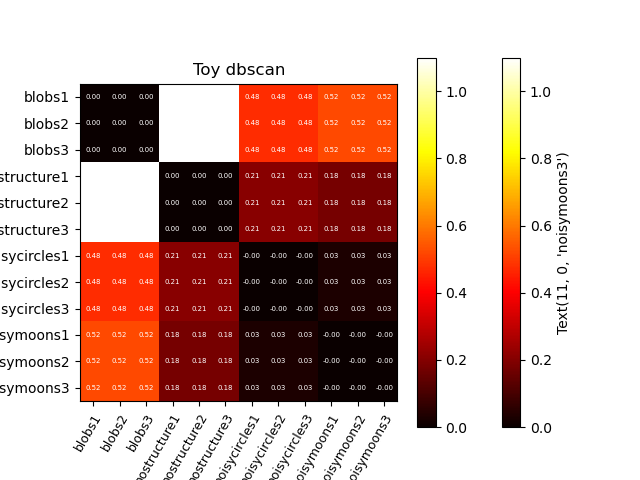 Toy dbscan
blobs1 0.00 0.00 0.00 0.48 0.48 0.48 0.52 0.52 0.52
blobs2 0.00 0.00 0.00 0.48 0.48 0.48 0.52 0.52 0.52
blobs3 0.00 0.00 0.00 0.48 0.48 0.48 0.52 0.52 0.52
structure1 0.00 0.00 0.00 0.21 0.21 0.21 0.18 0.18 0.18
structure2 0.00 0.00 0.00 0.21 0.21 0.21 0.18 0.18 0.18
structure3 0.00 0.00 0.00 0.21 0.21 0.21 0.18 0.18 0.18
sycircles1 0.48 0.48 0.48 0.21 0.21 0.21 -0.00 -0.00 -0.00 0.03 0.03 0.03
sycircles2 0.48 0.48 0.48 0.21 0.21 0.21 -0.00 -0.00 -0.00 0.03 0.03 0.03
sycircles3 0.48 0.48 0.48 0.21 0.21 0.21 -0.00 -0.00 -0.00 0.03 0.03 0.03
symoons1 0.52 0.52 0.52 0.18 0.18 0.18 0.03 0.03 0.03 -0.00 -0.00 -0.00
symoons2 0.52 0.52 0.52 0.18 0.18 0.18 0.03 0.03 0.03 -0.00 -0.00 -0.00
symoons3 0.52 0.52 0.52 0.18 0.18 0.18 0.03 0.03 0.03 -0.00 -0.00 -0.00
blobs1 blobs2 blobs3 nostructure1 nostructure2 nostructure3 noisycircles1 noisycircles2 noisycircles3 noisymoons1 noisymoons2 noisymoons3
1.0
0.8
0.6
0.4
0.2
0.0
1.0
0.8
0.6
0.4
0.2
0.0
Text(11, 0, 'noisymoons3')